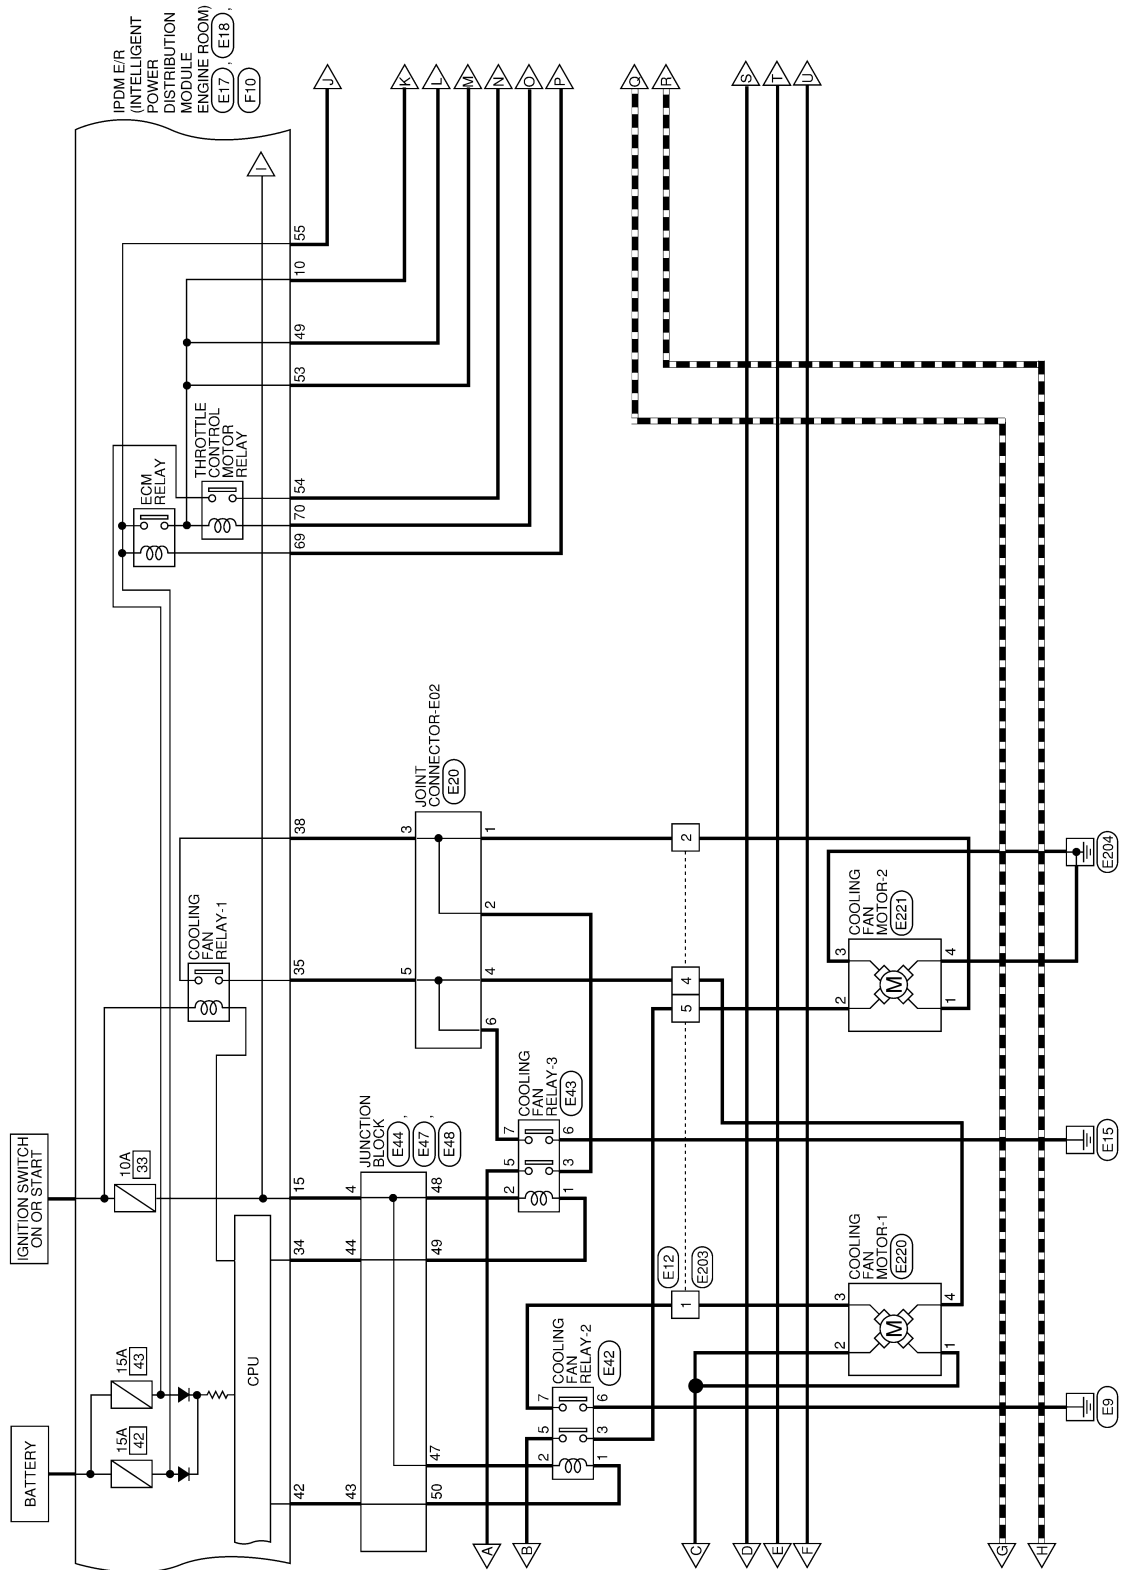 IPDM E/R
(INTELLIGENT
POWER
DISTRIBUTION
MODULE
ENGINE ROOM)
E17 , E18 ,
F10
J
K
L
M
N
O
P
Q
R
S
T
U
I
55
10
49
53
54
70
69
THROTTLE
CONTROL
MOTOR
RELAY
ECM
RELAY
JOINT
CONNECTOR-E02
E20
38
3
1
2
2
COOLING
FAN
RELAY-1
35
5
4
6
4
5
COOLING
FAN
MOTOR-2
E221
3
2
4
1
M
E204
IGNITION SWITCH
ON OR START
10A
33
15
34
4
44
JUNCTION
BLOCK
E44 ,
E47 ,
E48
48
49
COOLING
FAN
RELAY-3
E43
7
5
2
6
3
1
E15
E12
E203
1
COOLING
FAN
MOTOR-1
E220
3
2
4
1
M
BATTERY
15A
43
15A
42
CPU
42
43
47
50
COOLING
FAN
RELAY-2
E42
7
5
2
6
3
1
E9
A
B
C
D
E
F
G
H